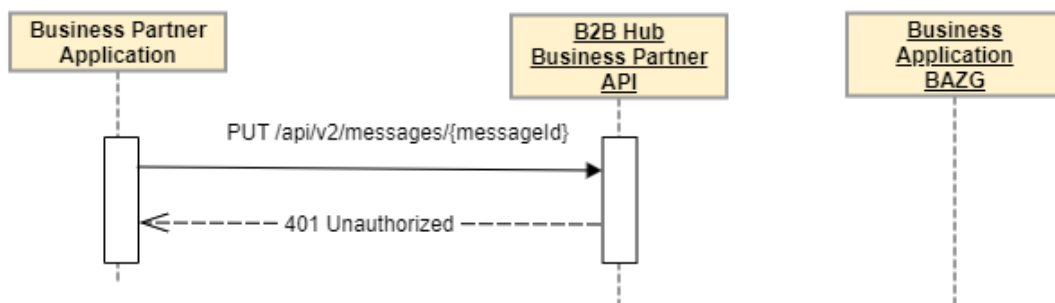 Business Partner
Application
B2B Hub
Business Partner
API
Business
Application
BAZG
PUT /api/v2/messages/{messageId}
401 Unauthorized